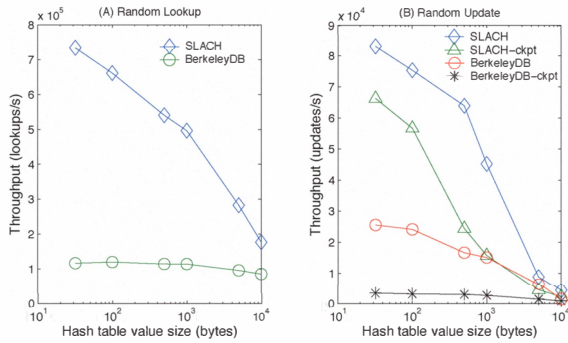 (A) Random Lookup
x 10^5
8
7
6
5
4
3
2
1
0
10^1
10^2
10^3
10^4
Throughput (lookups/s)
Hash table value size (bytes)
SLACH
BerkeleyDB
(B) Random Update
x 10^4
9
8
7
6
5
4
3
2
1
0
10^1
10^2
10^3
10^4
Throughput (updates/s)
Hash table value size (bytes)
SLACH
SLACH-ckpt
BerkeleyDB
BerkeleyDB-ckpt